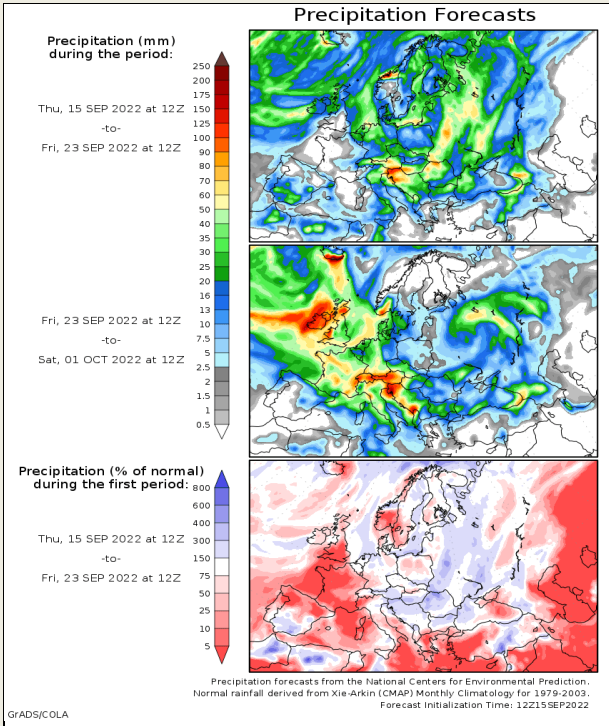 Precipitation Forecasts
Precipitation (mm)
during the period:
Thu, 15 SEP 2022 at 12Z
-to-
Fri, 23 SEP 2022 at 12Z
Fri, 23 SEP 2022 at 12Z
-to-
Sat, 01 OCT 2022 at 12Z
250
200
175
150
125
100
90
80
70
60
50
40
35
30
25
20
16
13
10
7.5
5
2.5
2
1.5
1
0.5
Precipitation (% of normal)
during the first period:
Thu, 15 SEP 2022 at 12Z
-to-
Fri, 23 SEP 2022 at 12Z
800
600
400
300
150
75
50
25
10
5
Precipitation forecasts from the National Centers for Environmental Prediction.
Normal rainfall derived from Xie-Arkin (CMAP) Monthly Climatology for 1979-2003.
Forecast Initialization Time: 12Z15SEP2022
GrADS/COLA